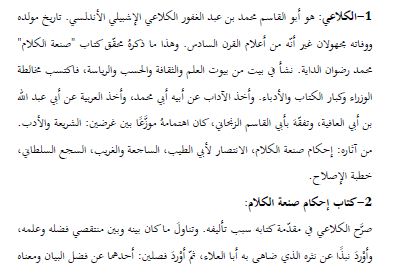 1–الكلاعي: هو أبو القاسم محمد بن عبد الغفور الكلاعي الإشبيلي الأندلسي. تاريخ مولده
ووفاته مجهولان غير أنّه من أعلام القرن السادس. وهذا ما ذكرهُ محقّق كتاب "صنعة الكلام"
محمد رضوان الداية. نشأ في بيت من بيوت العلم والثقافة والحسب والرياسة، فاكتسب مخالطة
الوزراء وكبار الكتاب والأدباء. وأخذ الآداب عن أبيه أبي محمد، وأخذ العربية عن أبي عبد الله
بن أبي العافية، وتفقّهَ بأبي القاسم الزنجاني، كان اهتمامهُ موزَّعًا بين غرضين: الشريعة والأدب.
من آثاره: إحكام صنعة الكلام، الانتصار لأبي الطيب، الساجعة والغريب، السجع السلطاني،
خطبة الإصلاح.
2–كتاب إحكام صنعة الكلام:
صرّح الكلاعي في مقدّمة كتابه سبب تأليفه. وتناولَ ما كان بينه وبين منتقصي فضله وعلمه،
وأوْردَ نبذًا عن نثره الذي ضاهى به أبا العلاء، ثمّ أوْردَ فصلين: أحدهما عن فضل البيان ومعناه